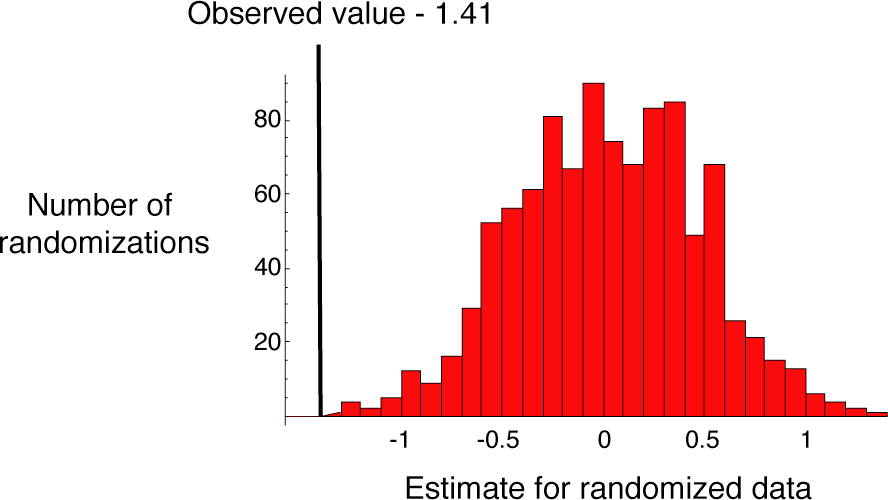 Observed value - 1.41
80
60
40
20
Number of
randomizations
-1 -0.5 0 0.5 1
Estimate for randomized data